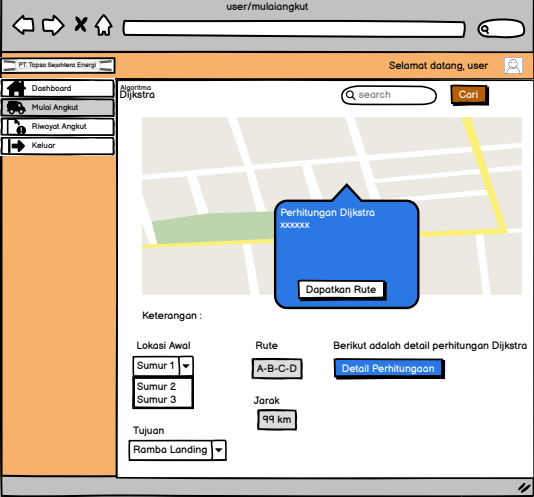 user/mulaiangkut
PT. Topsa Sejahtera Energi
Selamat datang, user
Dashboard
Mulai Angkut
Riwayat Angkut
Keluar
Algoritma
Dijkstra
search
Cari
Perhitungan Dijkstra
xxxxxx
Dapatkan Rute
Keterangan :
Lokasi Awal
Sumur 1
Sumur 2
Sumur 3
Tujuan
Ramba Landing
Rute
A-B-C-D
Jarak
99 km
Berikut adalah detail perhitungan Dijkstra
Detail Perhitungaan